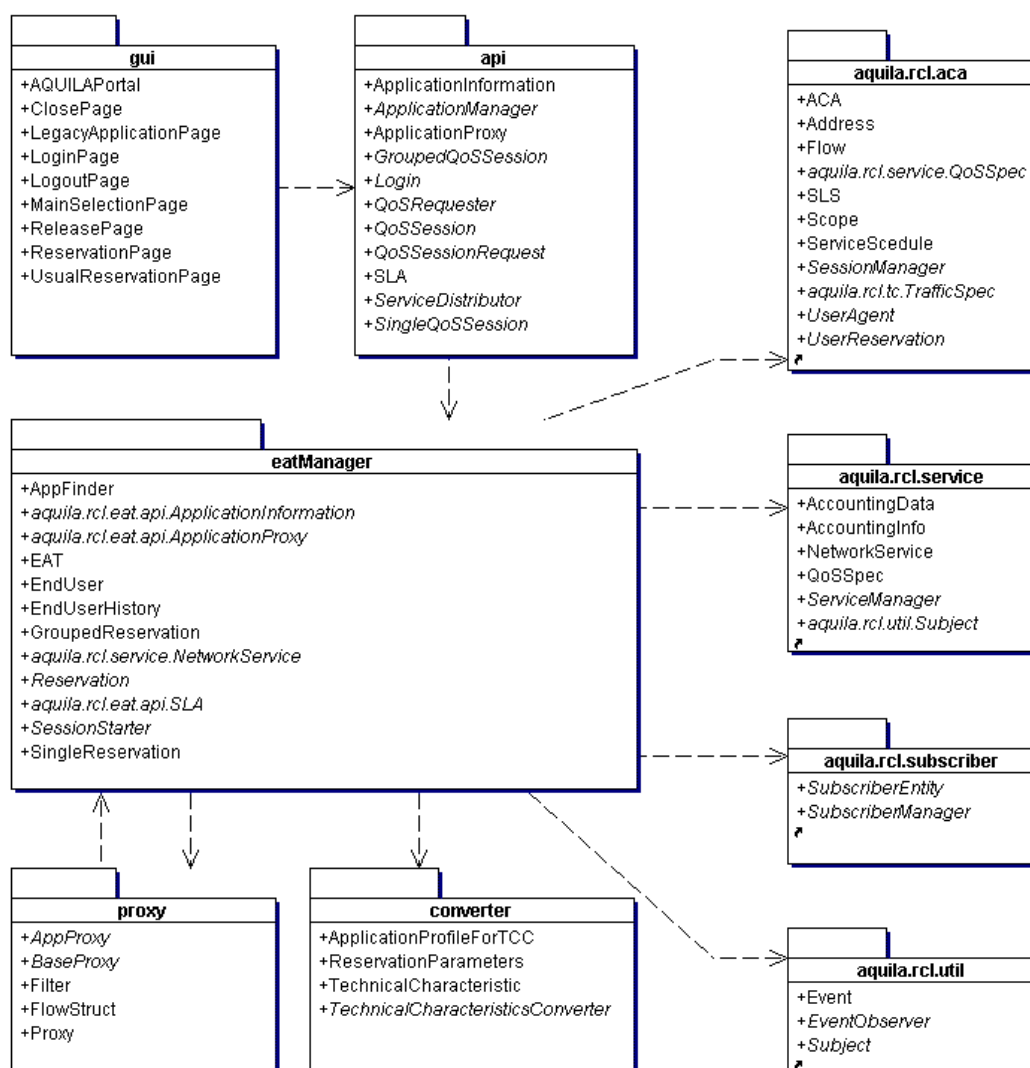 gui
+AQUILAPortal
+ClosePage
+LegacyApplicationPage
+LoginPage
+LogoutPage
+MainSelectionPage
+ReleasePage
+ReservationPage
+UsualReservationPage
api
+ApplicationInformation
+ApplicationManager
+ApplicationProxy
+GroupedQoSSession
+Login
+QoSRequester
+QoSSession
+QoSSessionRequest
+SLA
+ServiceDistributor
+SingleQoSSession
aquila.rcl.aca
+ACA
+Address
+Flow
+aquila.rcl.service.QoSSpec
+SLS
+Scope
+ServiceScedule
+SessionManager
+aquila.rcl.tc.TrafficSpec
+UserAgent
+UserReservation
eatManager
+AppFinder
+aquila.rcl.eat.api.ApplicationInformation
+aquila.rcl.eat.api.ApplicationProxy
+EAT
+EndUser
+EndUserHistory
+GroupedReservation
+aquila.rcl.service.NetworkService
+Reservation
+aquila.rcl.eat.api.SLA
+SessionStarter
+SingleReservation
aquila.rcl.service
+AccountingData
+AccountingInfo
+NetworkService
+QoSSpec
+ServiceManager
+aquila.rcl.util.Subject
aquila.rcl.subscriber
+SubscriberEntity
+SubscriberManager
proxy
+AppProxy
+BaseProxy
+Filter
+FlowStruct
+Proxy
converter
+ApplicationProfileForTCC
+ReservationParameters
+TechnicalCharacteristic
+TechnicalCharacteristicsConverter
aquila.rcl.util
+Event
+EventObserver
+Subject